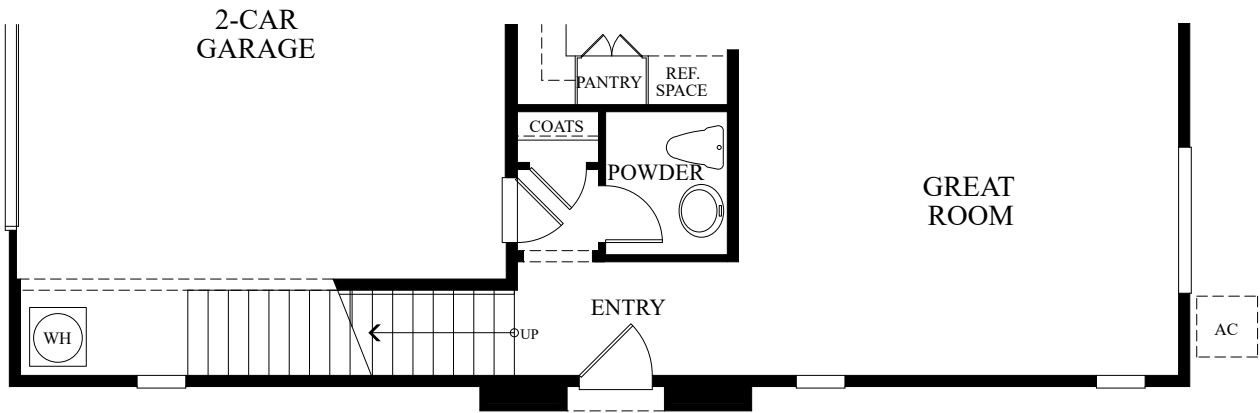 2-CAR
GARAGE
PANTRY
REF.
SPACE
COATS
POWDER
GREAT
ROOM
ENTRY
UP
WH
AC